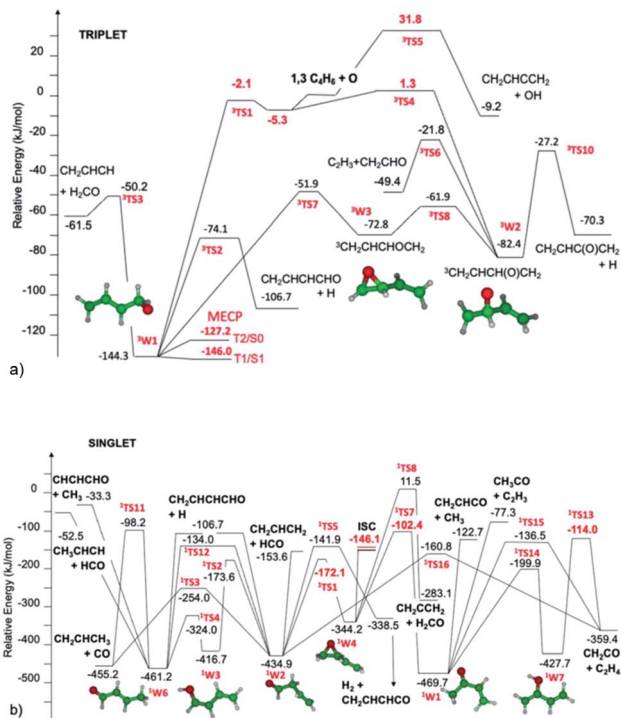 TRIPLET
Relative Energy (kJ/mol)
20
0
-20
-40
-60
-80
-100
-120
31.8
³TS5
-2.1
³TS1
1,3 C₄H₆ + O
-5.3
1.3
³TS4
CH₂CHCCH₂
+ OH
-9.2
-21.8
³TS6
-27.2
³TS10
C₂H₃+CH₂CHO
-49.4
CH₂CHCH
+ H₂CO
-50.2
³TS3
-61.5
-51.9
³TS7
³W3
-72.8
³CH₂CHCHOCH₂
-61.9
³TS8
³W2
-82.4
³CH₂CHCH(O)CH₂
-70.3
CH₂CHC(O)CH₂
+ H
-74.1
³TS2
CH₂CHCHCHO
+ H
-106.7
MECP
-127.2
T2/S0
-146.0
T1/S1
³W1
-144.3
a)
SINGLET
Relative Energy (kJ/mol)
0
-100
-200
-300
-400
-500
CHCHCHO
+ CH₃
-33.3
-52.5
CH₃CHCH
+ HCO
¹TS11
-98.2
CH₂CHCHCHO
+ H
-106.7
-134.0
¹TS12
¹TS2
-173.6
¹TS3
-254.0
¹TS4
-324.0
-416.7
CH₂CHCH₃
+ CO
-455.2
-461.2
¹W6
¹W3
-434.9
¹W2
CH₂CHCH₂
+ HCO
-153.6
¹TS5
-141.9
-172.1
¹TS1
ISC
-146.1
-344.2
¹W4
-338.5
H₂ +
CH₂CHCHCO
¹TS8
11.5
¹TS7
-102.4
CH₂CHCO
+ CH₃
-122.7
-160.8
¹TS16
-283.1
CH₂CCH₂
+ H₂CO
-469.7
¹W1
CH₃CO
+ C₂H₃
-77.3
¹TS15
-136.5
¹TS14
-199.9
¹TS13
-114.0
-427.7
¹W7
-359.4
CH₂CO
+ C₂H₄
b)